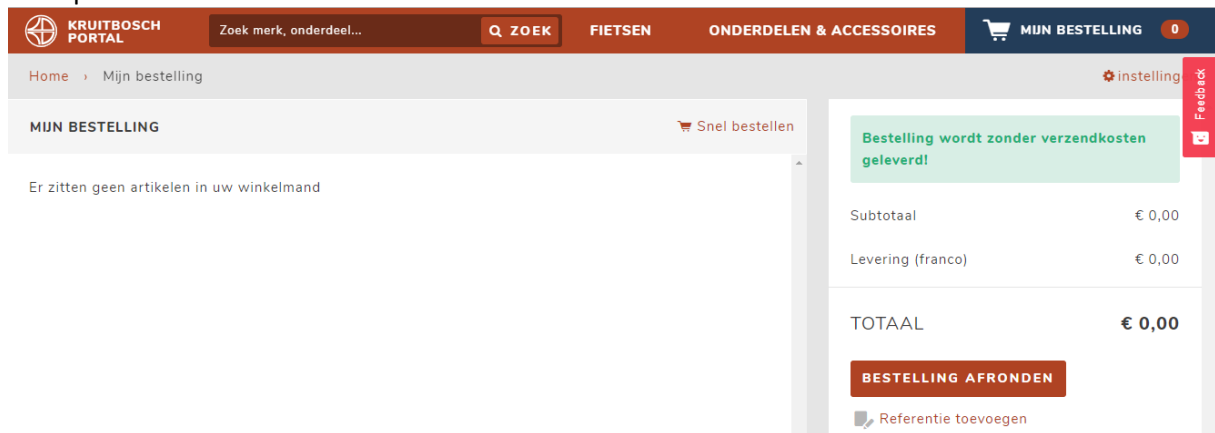 KRUITBOSCH
PORTAL
Zoek merk, onderdeel...
ZOEK
FIETSEN
ONDERDELEN & ACCESSOIRES
MIJN BESTELLING
0
Home › Mijn bestelling
instellinge
Feedback
MIJN BESTELLING
Snel bestellen
Er zitten geen artikelen in uw winkelmand
Bestelling wordt zonder verzendkosten
geleverd!
Subtotaal € 0,00
Levering (franco) € 0,00
TOTAAL € 0,00
BESTELLING AFRONDEN
Referentie toevoegen